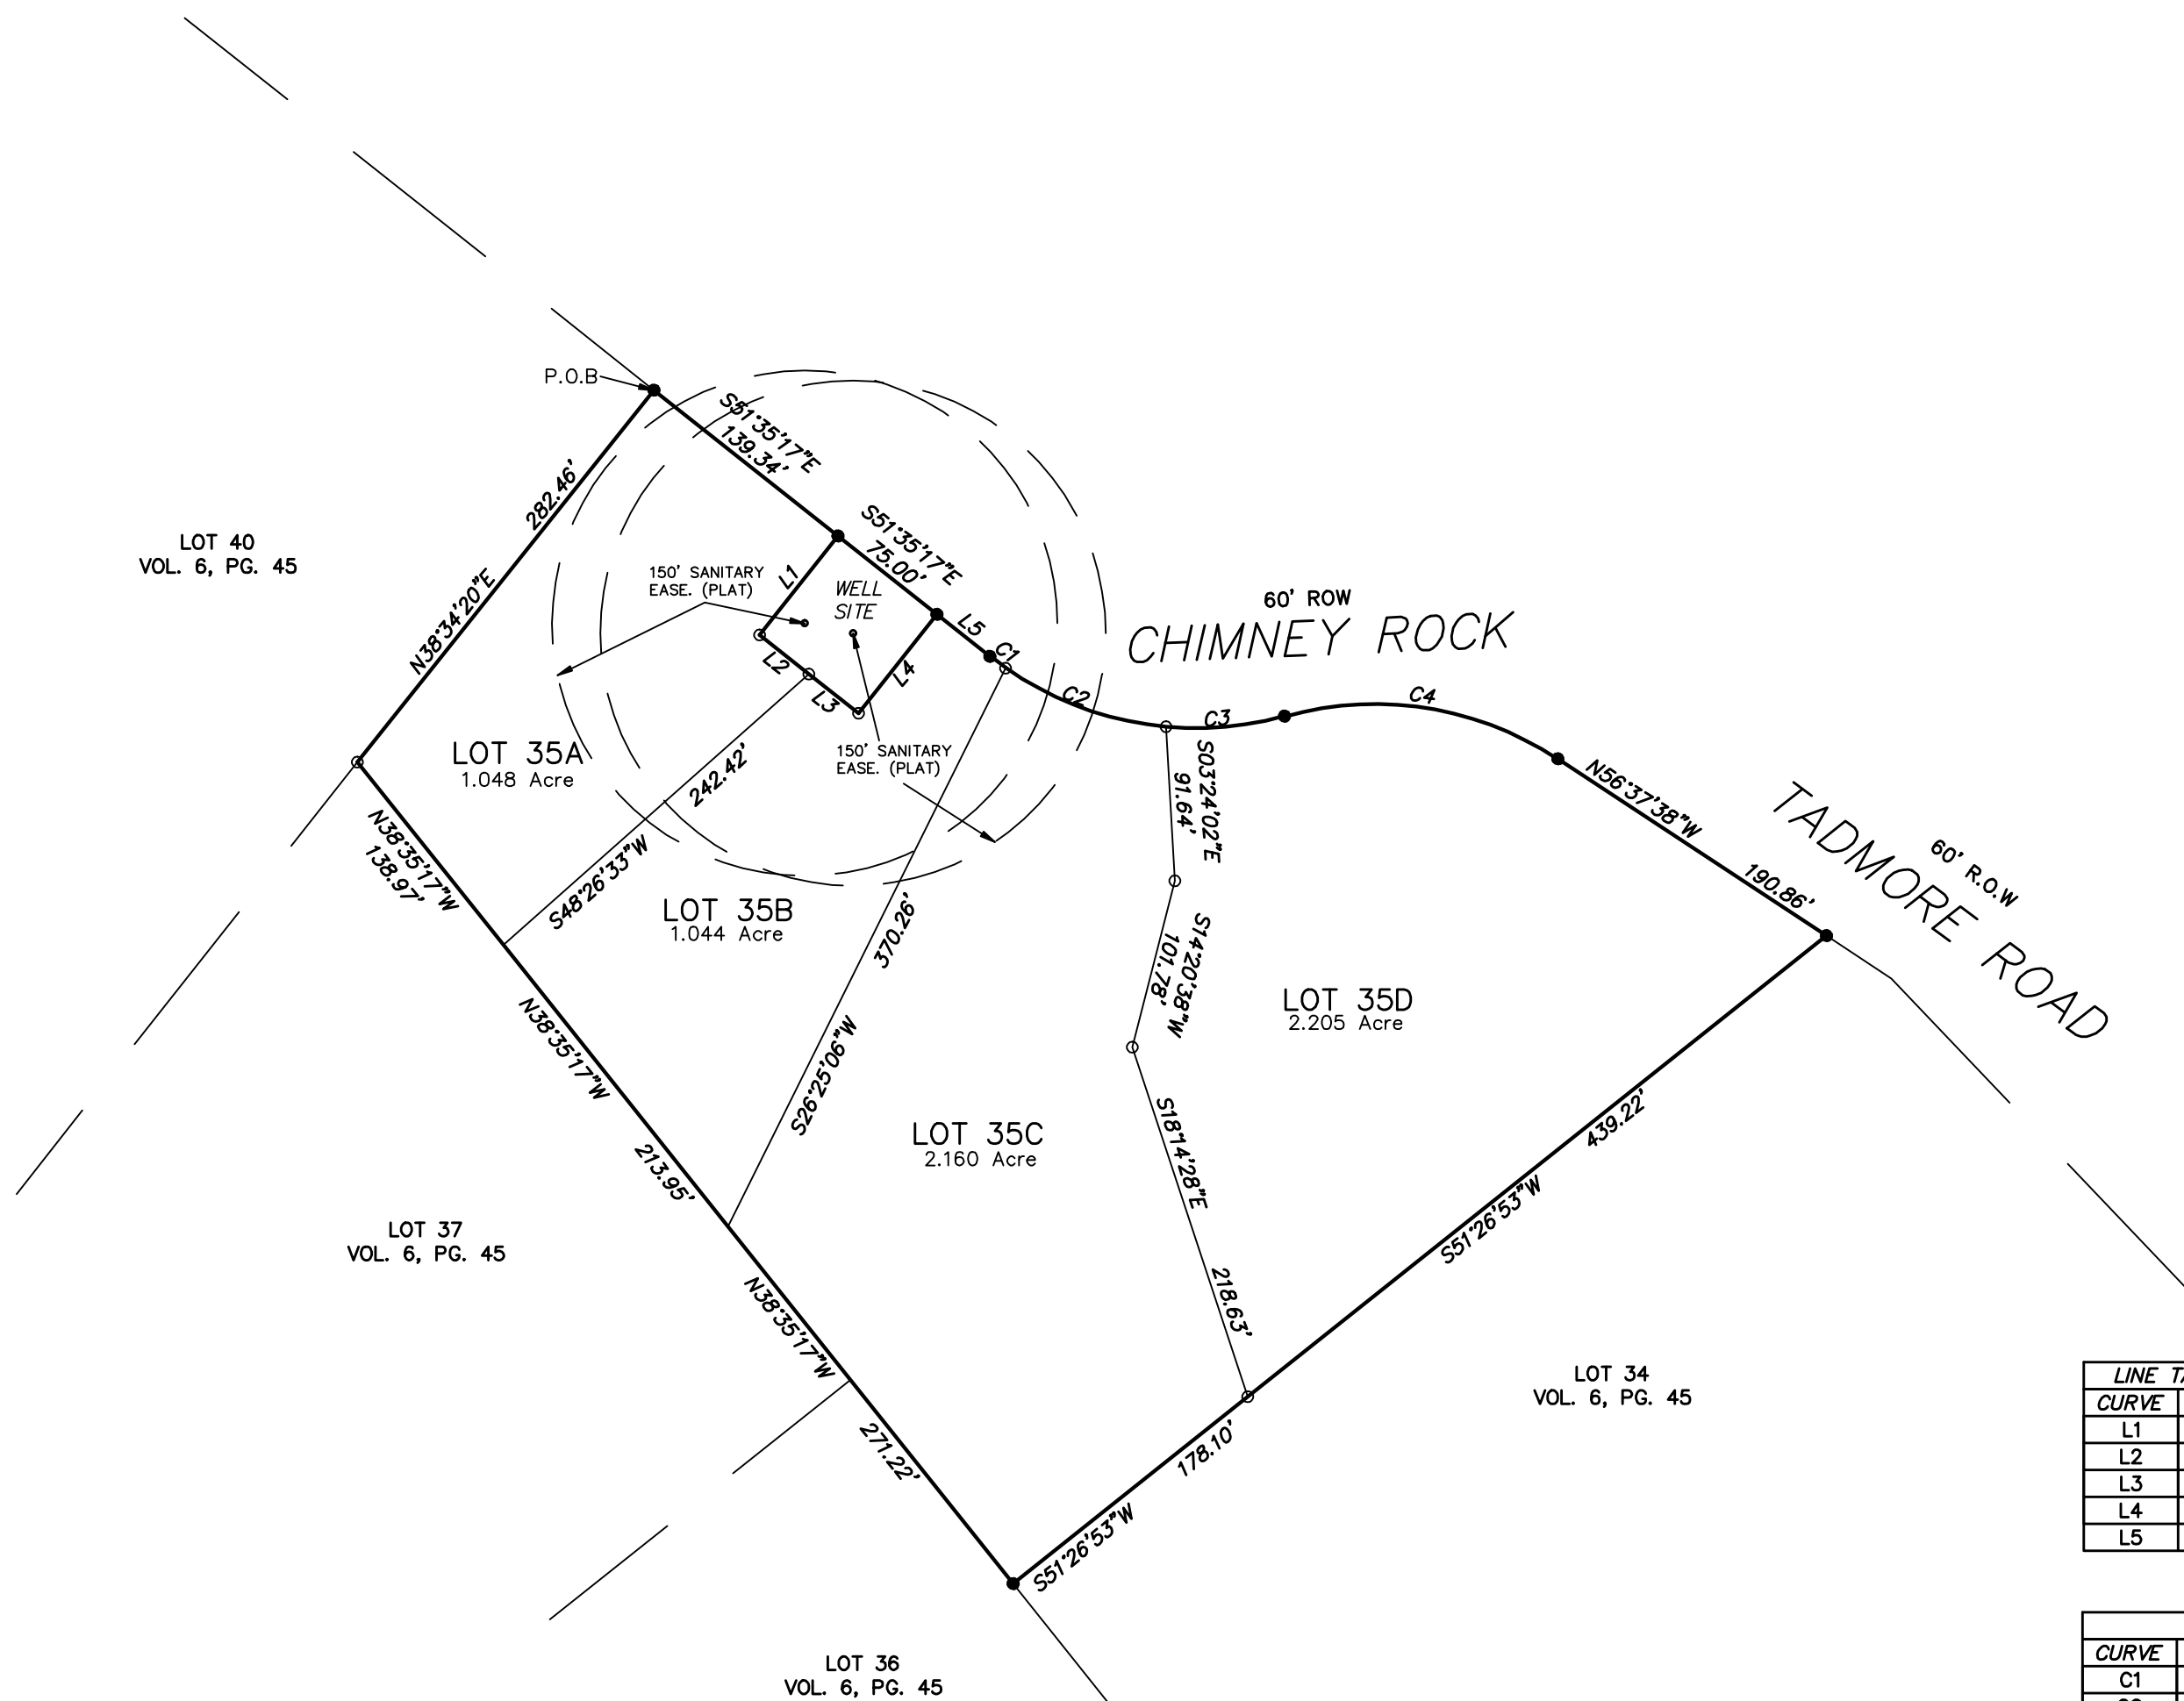 P.O.B
S51°35'17"E
139.34'
282.46'
N38°34'20"E
LOT 40
VOL. 6, PG. 45
S51°35'17"E
75.00'
150' SANITARY
EASE. (PLAT)
L1
WELL
SITE
L5
C1
L2
L3
L4
60' ROW
CHIMNEY ROCK
C2
C3
C4
LOT 35A
1.048 Acre
150' SANITARY
EASE. (PLAT)
242.42'
S48°26'33"W
N38°35'17"W
138.97'
S03°24'02"E
91.64'
N56°37'38"W
190.86'
60' R.O.W
TADMORE ROAD
LOT 35B
1.044 Acre
370.26'
S26°25'06"W
S14°20'38"W
101.78'
LOT 35D
2.205 Acre
N38°35'17"W
213.95'
LOT 35C
2.160 Acre
S18°14'28"E
218.63'
439.22'
S51°26'53"W
LOT 37
VOL. 6, PG. 45
N38°35'17"W
271.22'
LOT 34
VOL. 6, PG. 45
178.10'
S51°26'53"W
LOT 36
VOL. 6, PG. 45
LINE
CURVE
L1
L2
L3
L4
L5
CURVE
C1